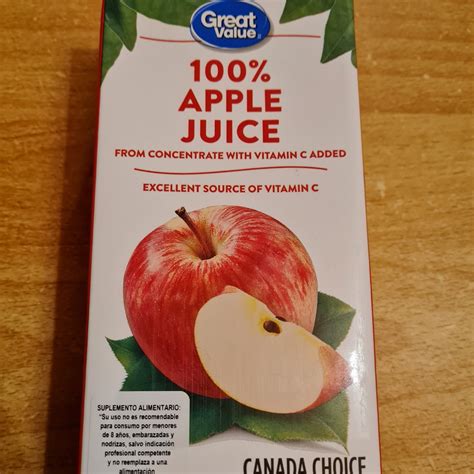 Great
Value
100%
APPLE
JUICE
FROM CONCENTRATE WITH VITAMIN C ADDED
EXCELLENT SOURCE OF VITAMIN C
SUPLEMENTO ALIMENTARIO:
"Su uso no es recomendable
para consumo por menores
de 8 años, embarazadas y
nodrizas, salvo indicación
profesional competente
y no reemplaza a una
alimentación
CANADA CHOICE